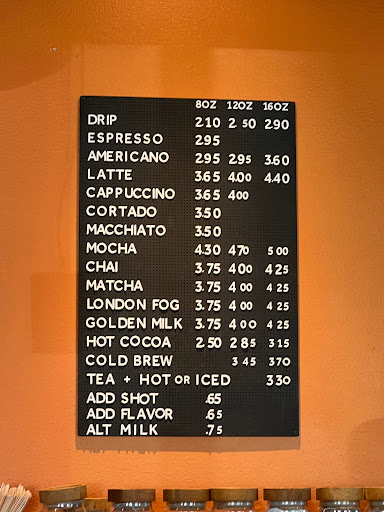 8OZ 12OZ 16OZ
DRIP 2.10 2.50 2.90
ESPRESSO 2.95
AMERICANO 2.95 2.95 3.60
LATTE 3.65 4.00 4.40
CAPPUCCINO 3.65 4.00
CORTADO 3.50
MACCHIATO 3.50
MOCHA 4.30 4.70 5.00
CHAI 3.75 4.00 4.25
MATCHA 3.75 4.00 4.25
LONDON FOG 3.75 4.00 4.25
GOLDEN MILK 3.75 4.00 4.25
HOT COCOA 2.50 2.85 3.15
COLD BREW 3.45 3.70
TEA + HOT OR ICED 3.30
ADD SHOT .65
ADD FLAVOR .65
ALT MILK .75